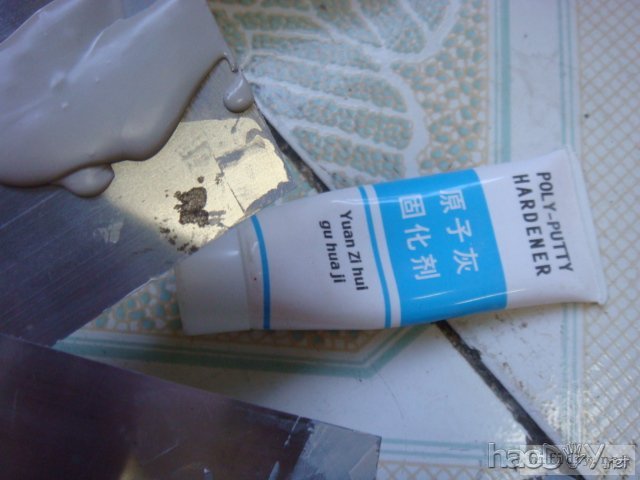 POLY-PUTTY
HARDENER
原子灰
固化剂
Yuan ZI hui
gu hua ji